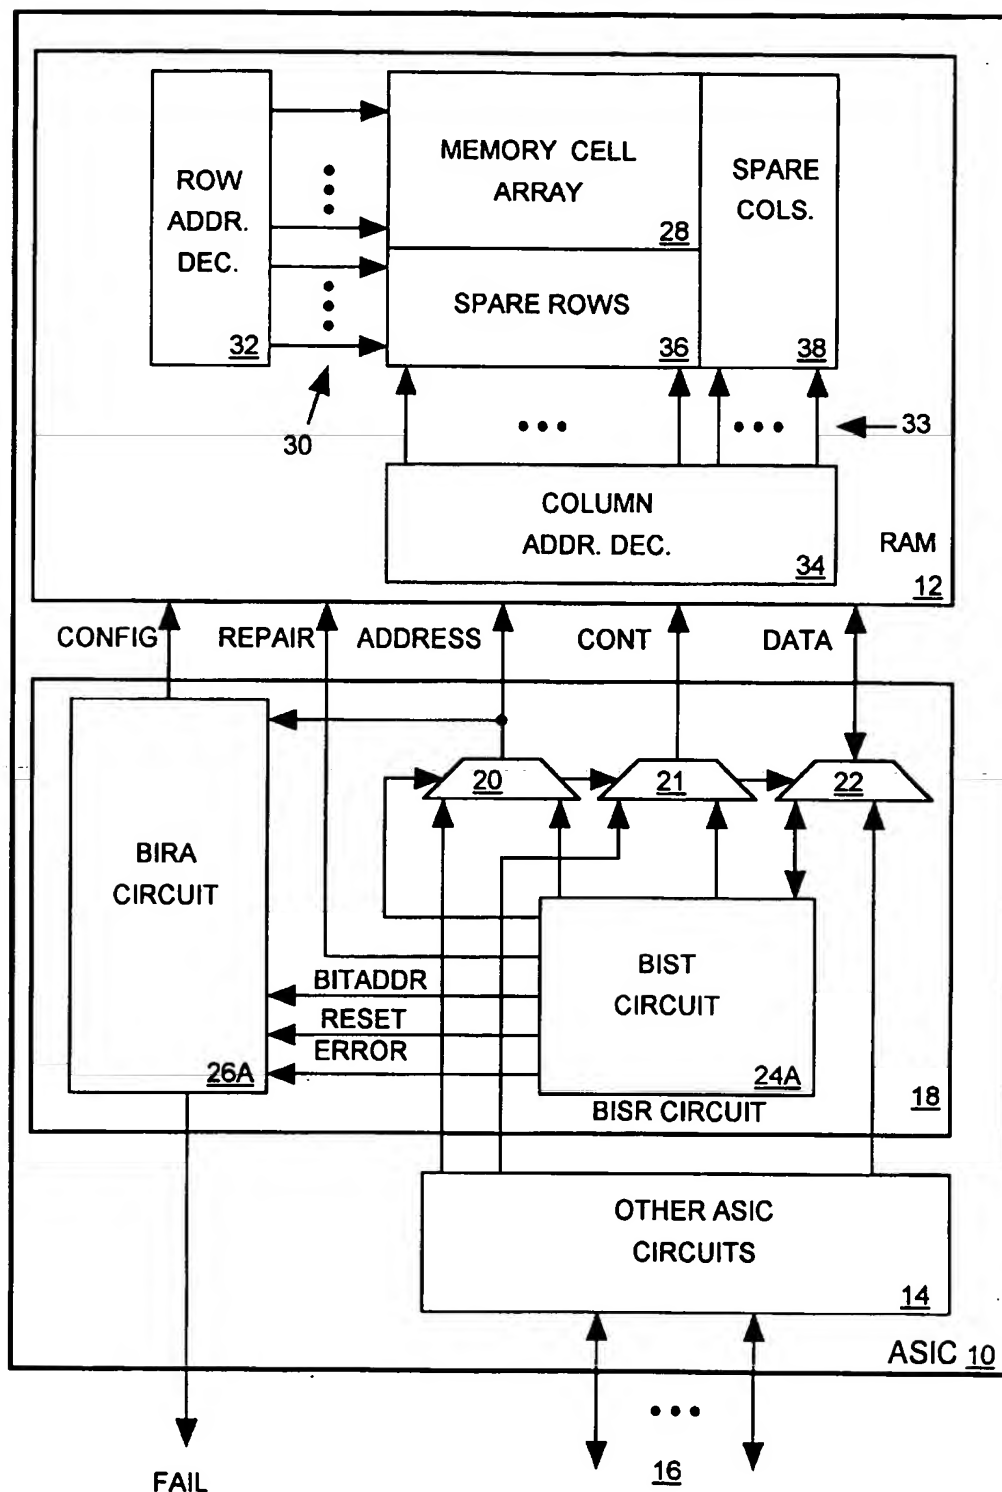 ROW
ADDR.
DEC.
32
MEMORY CELL
ARRAY
28
SPARE
COLS.
38
SPARE ROWS
36
30
33
COLUMN
ADDR. DEC.
34
RAM
12
CONFIG
REPAIR
ADDRESS
CONT
DATA
20
21
22
BIRA
CIRCUIT
26A
BIST
CIRCUIT
24A
BITADDR
RESET
ERROR
BISR CIRCUIT
18
OTHER ASIC
CIRCUITS
14
ASIC 10
FAIL
16